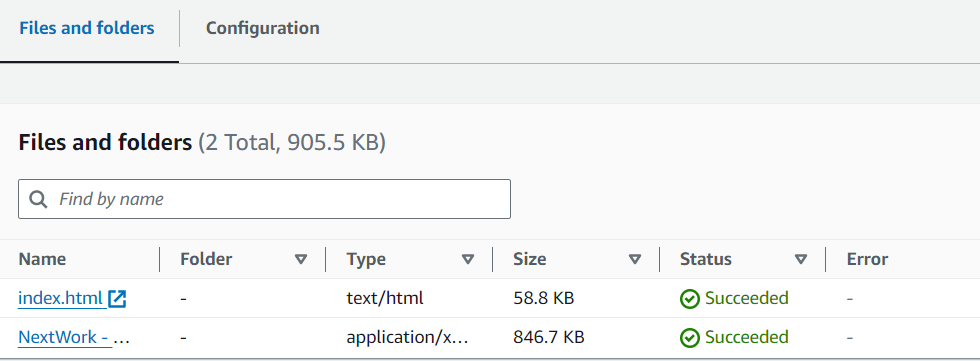 Files and folders Configuration
Files and folders (2 Total, 905.5 KB)
Find by name
Name Folder Type Size Status Error
index.html - text/html 58.8 KB Succeeded -
NextWork - ... - application/x... 846.7 KB Succeeded -